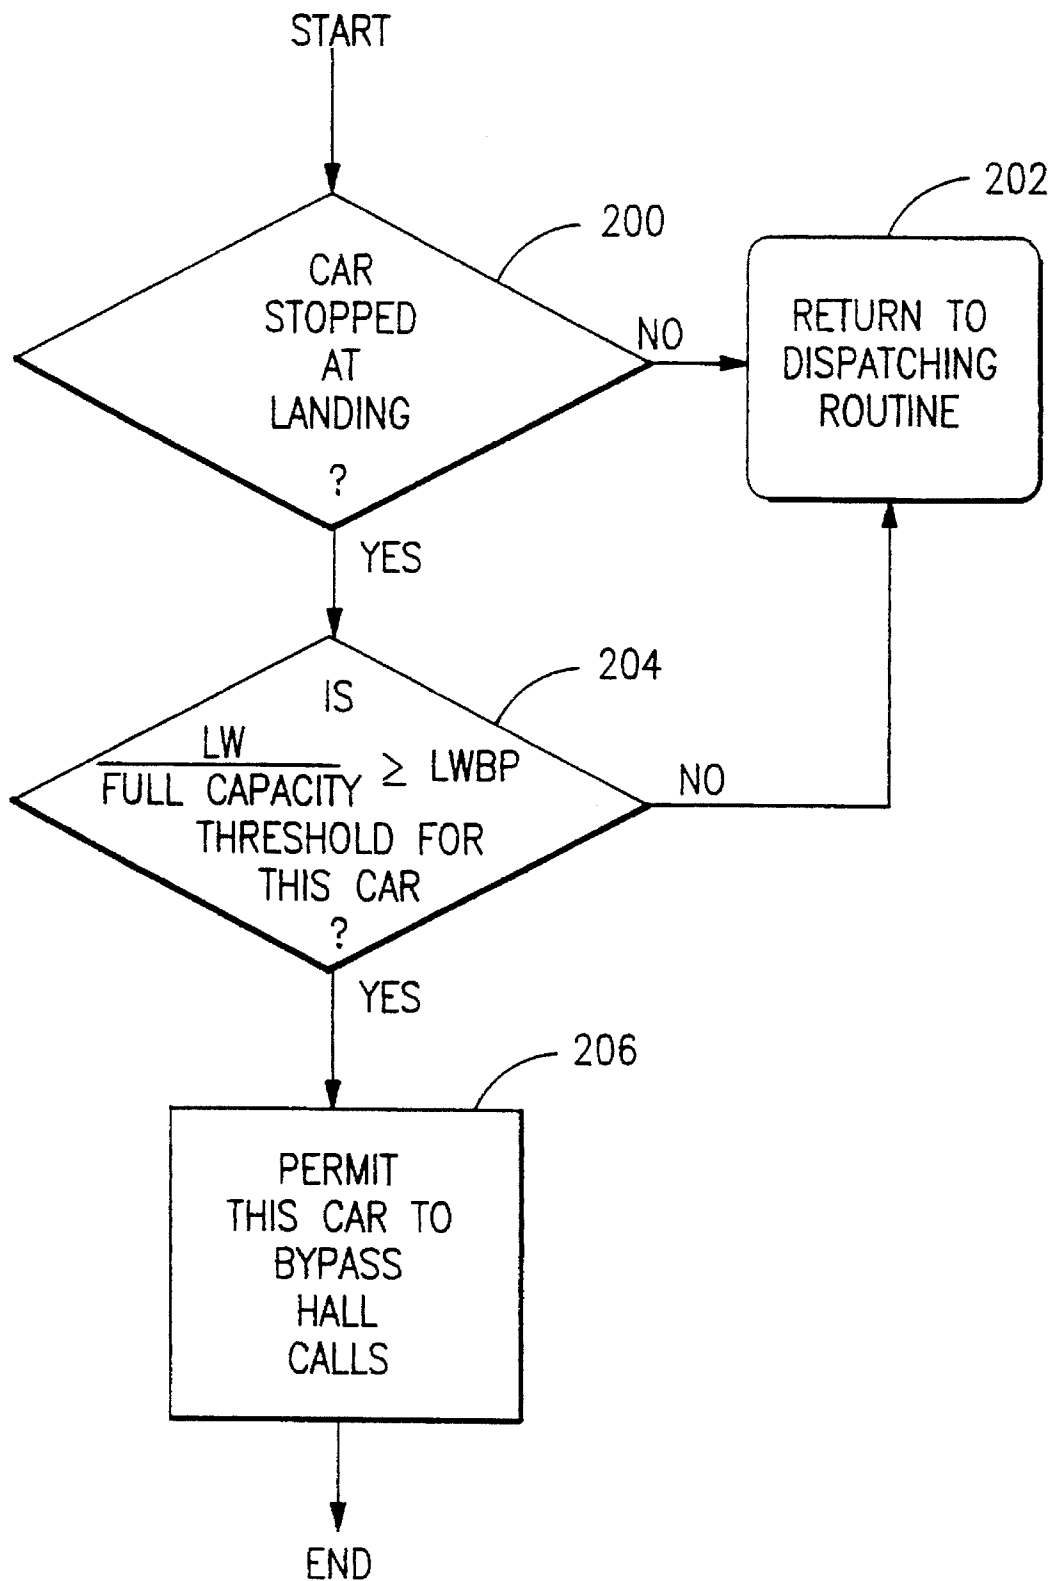 START
200
CAR
STOPPED
AT
LANDING
?
NO
202
RETURN TO
DISPATCHING
ROUTINE
YES
204
IS
LW
FULL CAPACITY ≥ LWBP
THRESHOLD FOR
THIS CAR
?
NO
YES
206
PERMIT
THIS CAR TO
BYPASS
HALL
CALLS
END